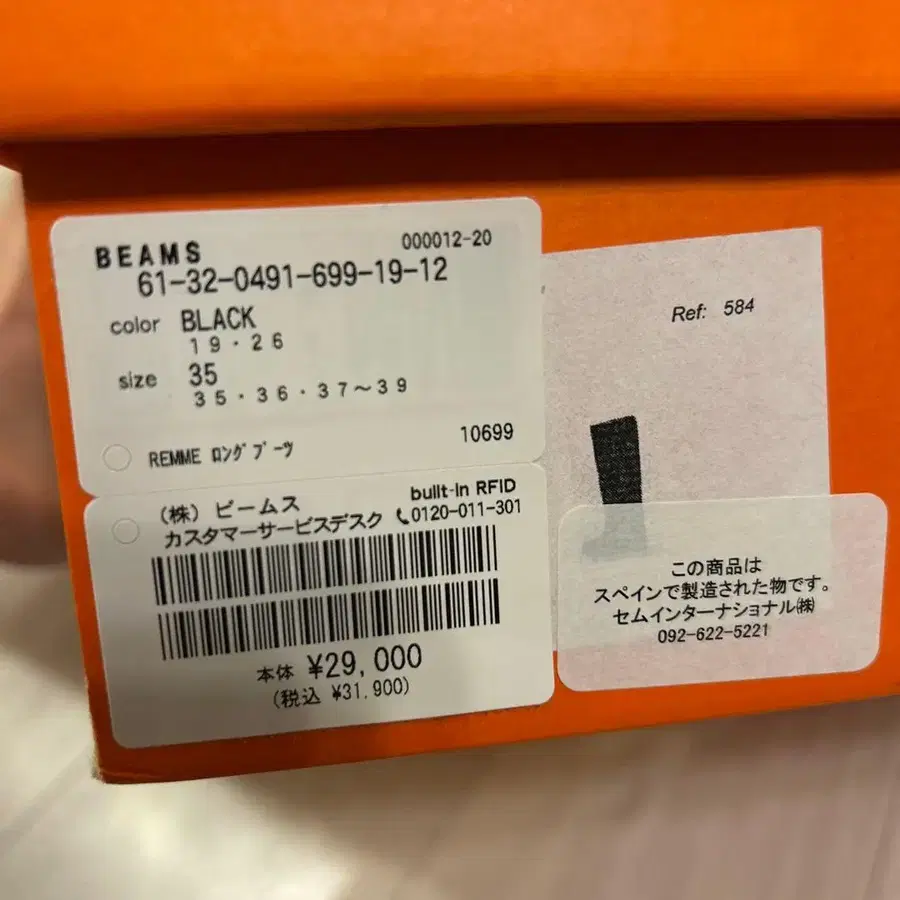 BEAMS
000012-20
61-32-0491-699-19-12
color BLACK
19・26
size 35
35・36・37～39
10699
REMME ﾛﾝｸﾞﾌﾞｰﾂ
built-in RFID
(株) ビームス
カスタマーサービスデスク 0120-011-301
本体 ¥29,000
(税込 ¥31,900)
Ref: 584
この商品は
スペインで製造された物です。
セムインターナショナル㈱
092-622-5221